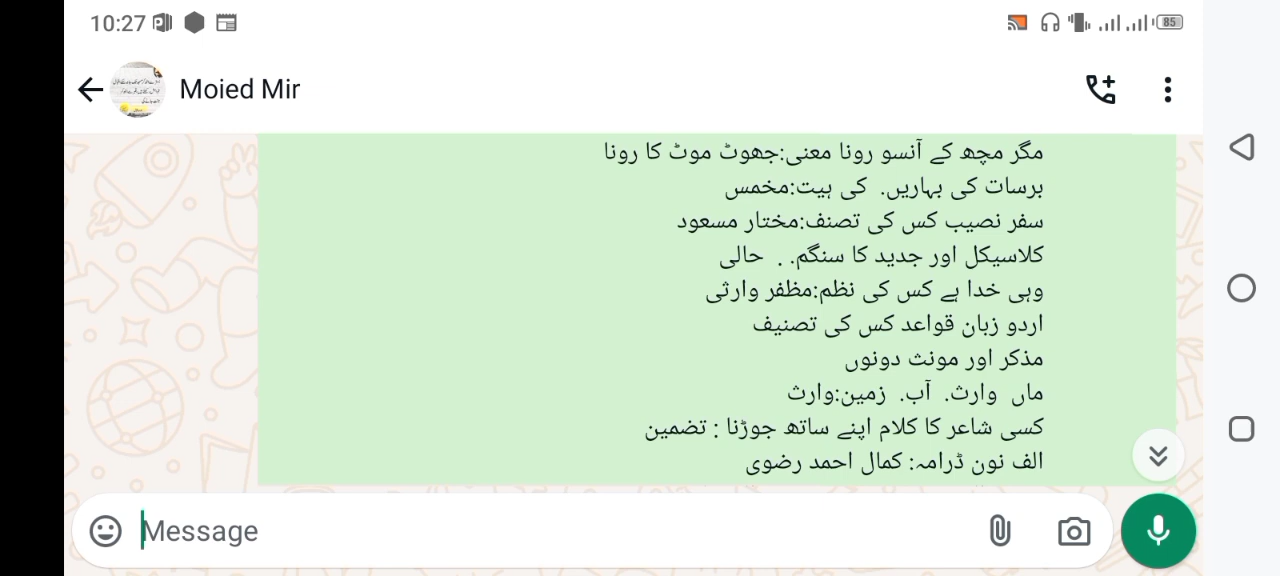 10:27
85
Moied Mir
مگر مچھ کے آنسو رونا معنی:جھوٹ موٹ کا رونا
برسات کی بہاریں. کی ہیت:مخمس
سفر نصیب کس کی تصنف:مختار مسعود
کلاسیکل اور جدید کا سنگم. . حالی
وہی خدا ہے کس کی نظم:مظفر وارثی
اردو زبان قواعد کس کی تصنیف
مذکر اور مونث دونوں
ماں وارث. آب. زمین:وارث
کسی شاعر کا کلام اپنے ساتھ جوڑنا : تضمین
الف نون ڈرامہ: کمال احمد رضوی
Message